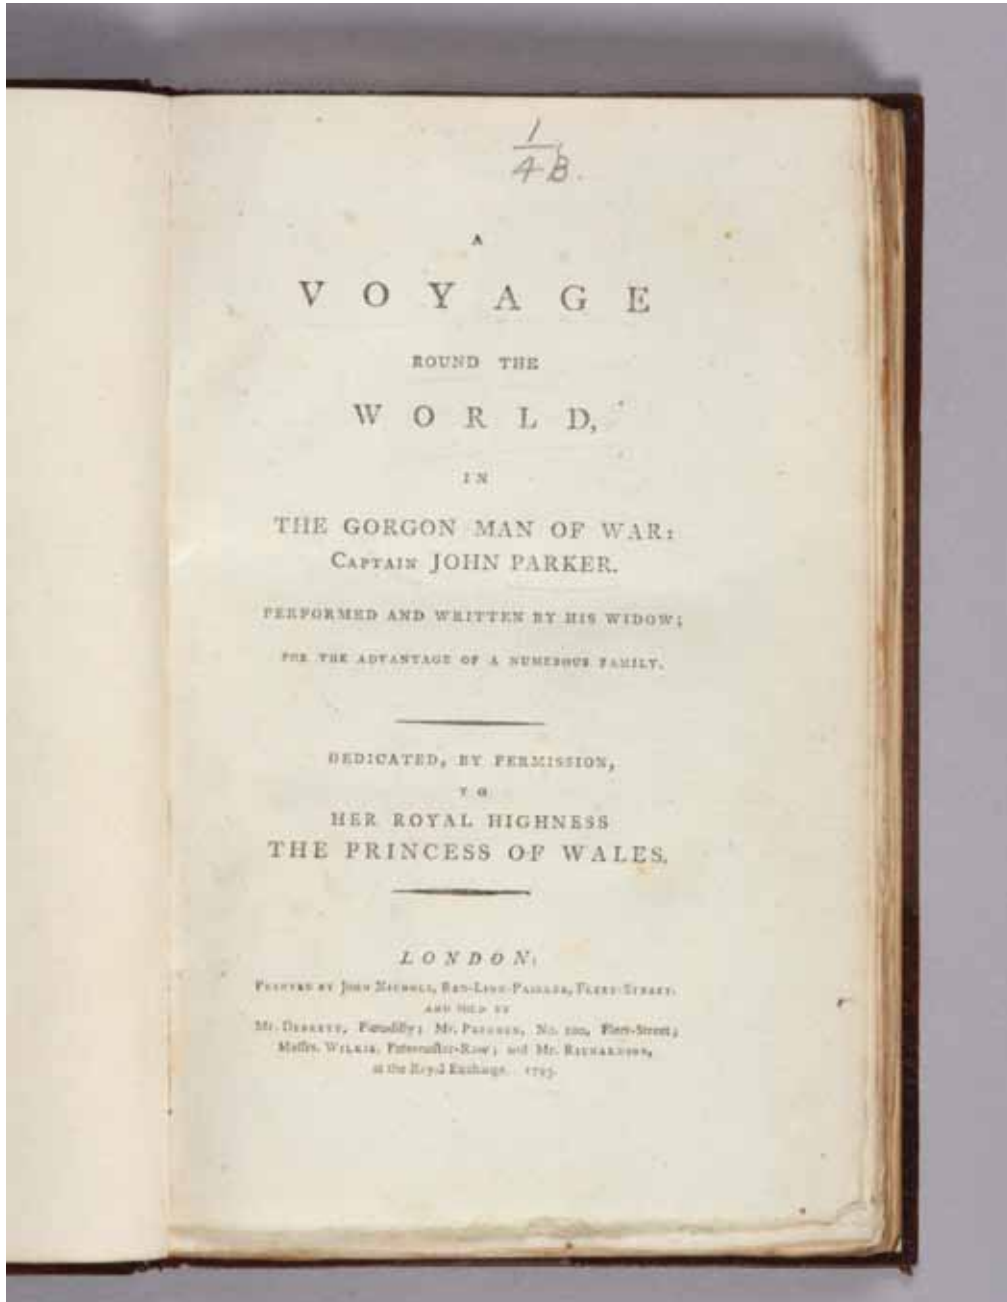 1
4B.
A
VOYAGE
ROUND THE
WORLD,
IN
THE GORGON MAN OF WAR:
CAPTAIN JOHN PARKER.
PERFORMED AND WRITTEN BY HIS WIDOW;
FOR THE ADVANTAGE OF A NUMEROUS FAMILY.
DEDICATED, BY PERMISSION,
TO
HER ROYAL HIGHNESS
THE PRINCESS OF WALES.
LONDON:
PRINTED BY JOHN NICHOLS, RED-LION-PASSAGE, FLEET-STREET,
AND SOLD BY
Mr. DEBRETT, Piccadilly; Mr. No. 100, Fleet-Street;
Messrs. WILKIE, Paternoster-Row; and Mr. RICHARDSON,
at the Royal Exchange. 1795.